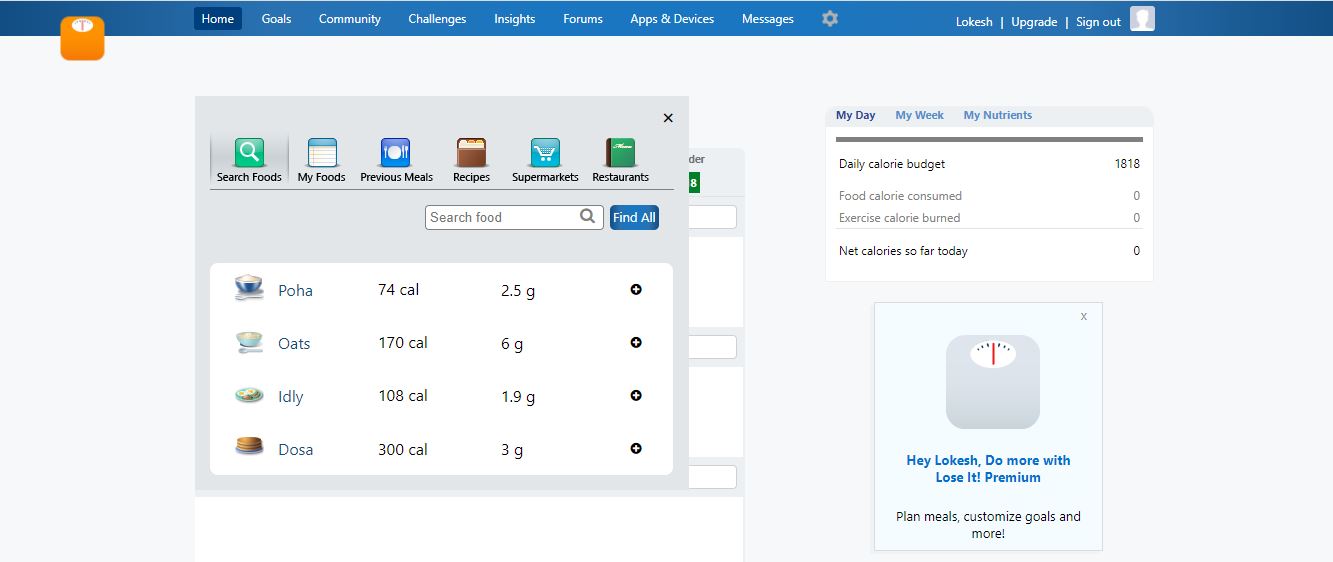 Home Goals Community Challenges Insights Forums Apps & Devices Messages
Lokesh | Upgrade | Sign out
×
Search Foods My Foods Previous Meals Recipes Supermarkets Restaurants
Search food Find All
Poha 74 cal 2.5 g
Oats 170 cal 6 g
Idly 108 cal 1.9 g
Dosa 300 cal 3 g
der
8
My Day My Week My Nutrients
Daily calorie budget 1818
Food calorie consumed 0
Exercise calorie burned 0
Net calories so far today 0
x
Hey Lokesh, Do more with
Lose It! Premium
Plan meals, customize goals and
more!